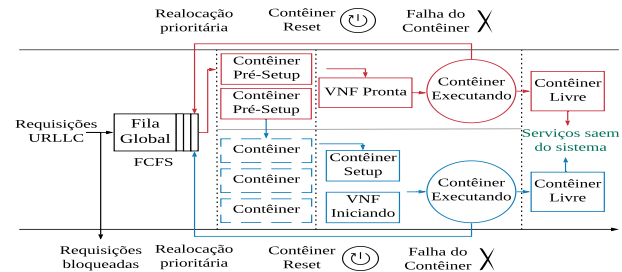 Realocação
prioritária
Contêiner
Reset
Falha do
Contêiner
Contêiner
Pré-Setup
Contêiner
Pré-Setup
VNF Pronta
Contêiner
Executando
Contêiner
Livre
Requisições
URLLC
Fila
Global
FCFS
Serviços saem
do sistema
Contêiner
Contêiner
Contêiner
Contêiner
Setup
VNF
Iniciando
Contêiner
Executando
Contêiner
Livre
Requisições
bloqueadas
Realocação
prioritária
Contêiner
Reset
Falha do
Contêiner